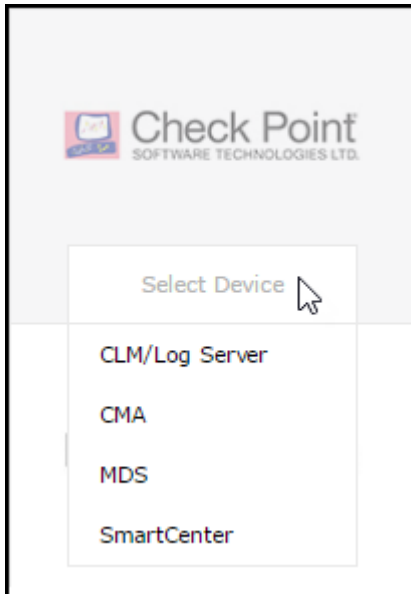 Check Point
SOFTWARE TECHNOLOGIES LTD.
Select Device
CLM/Log Server
CMA
MDS
SmartCenter